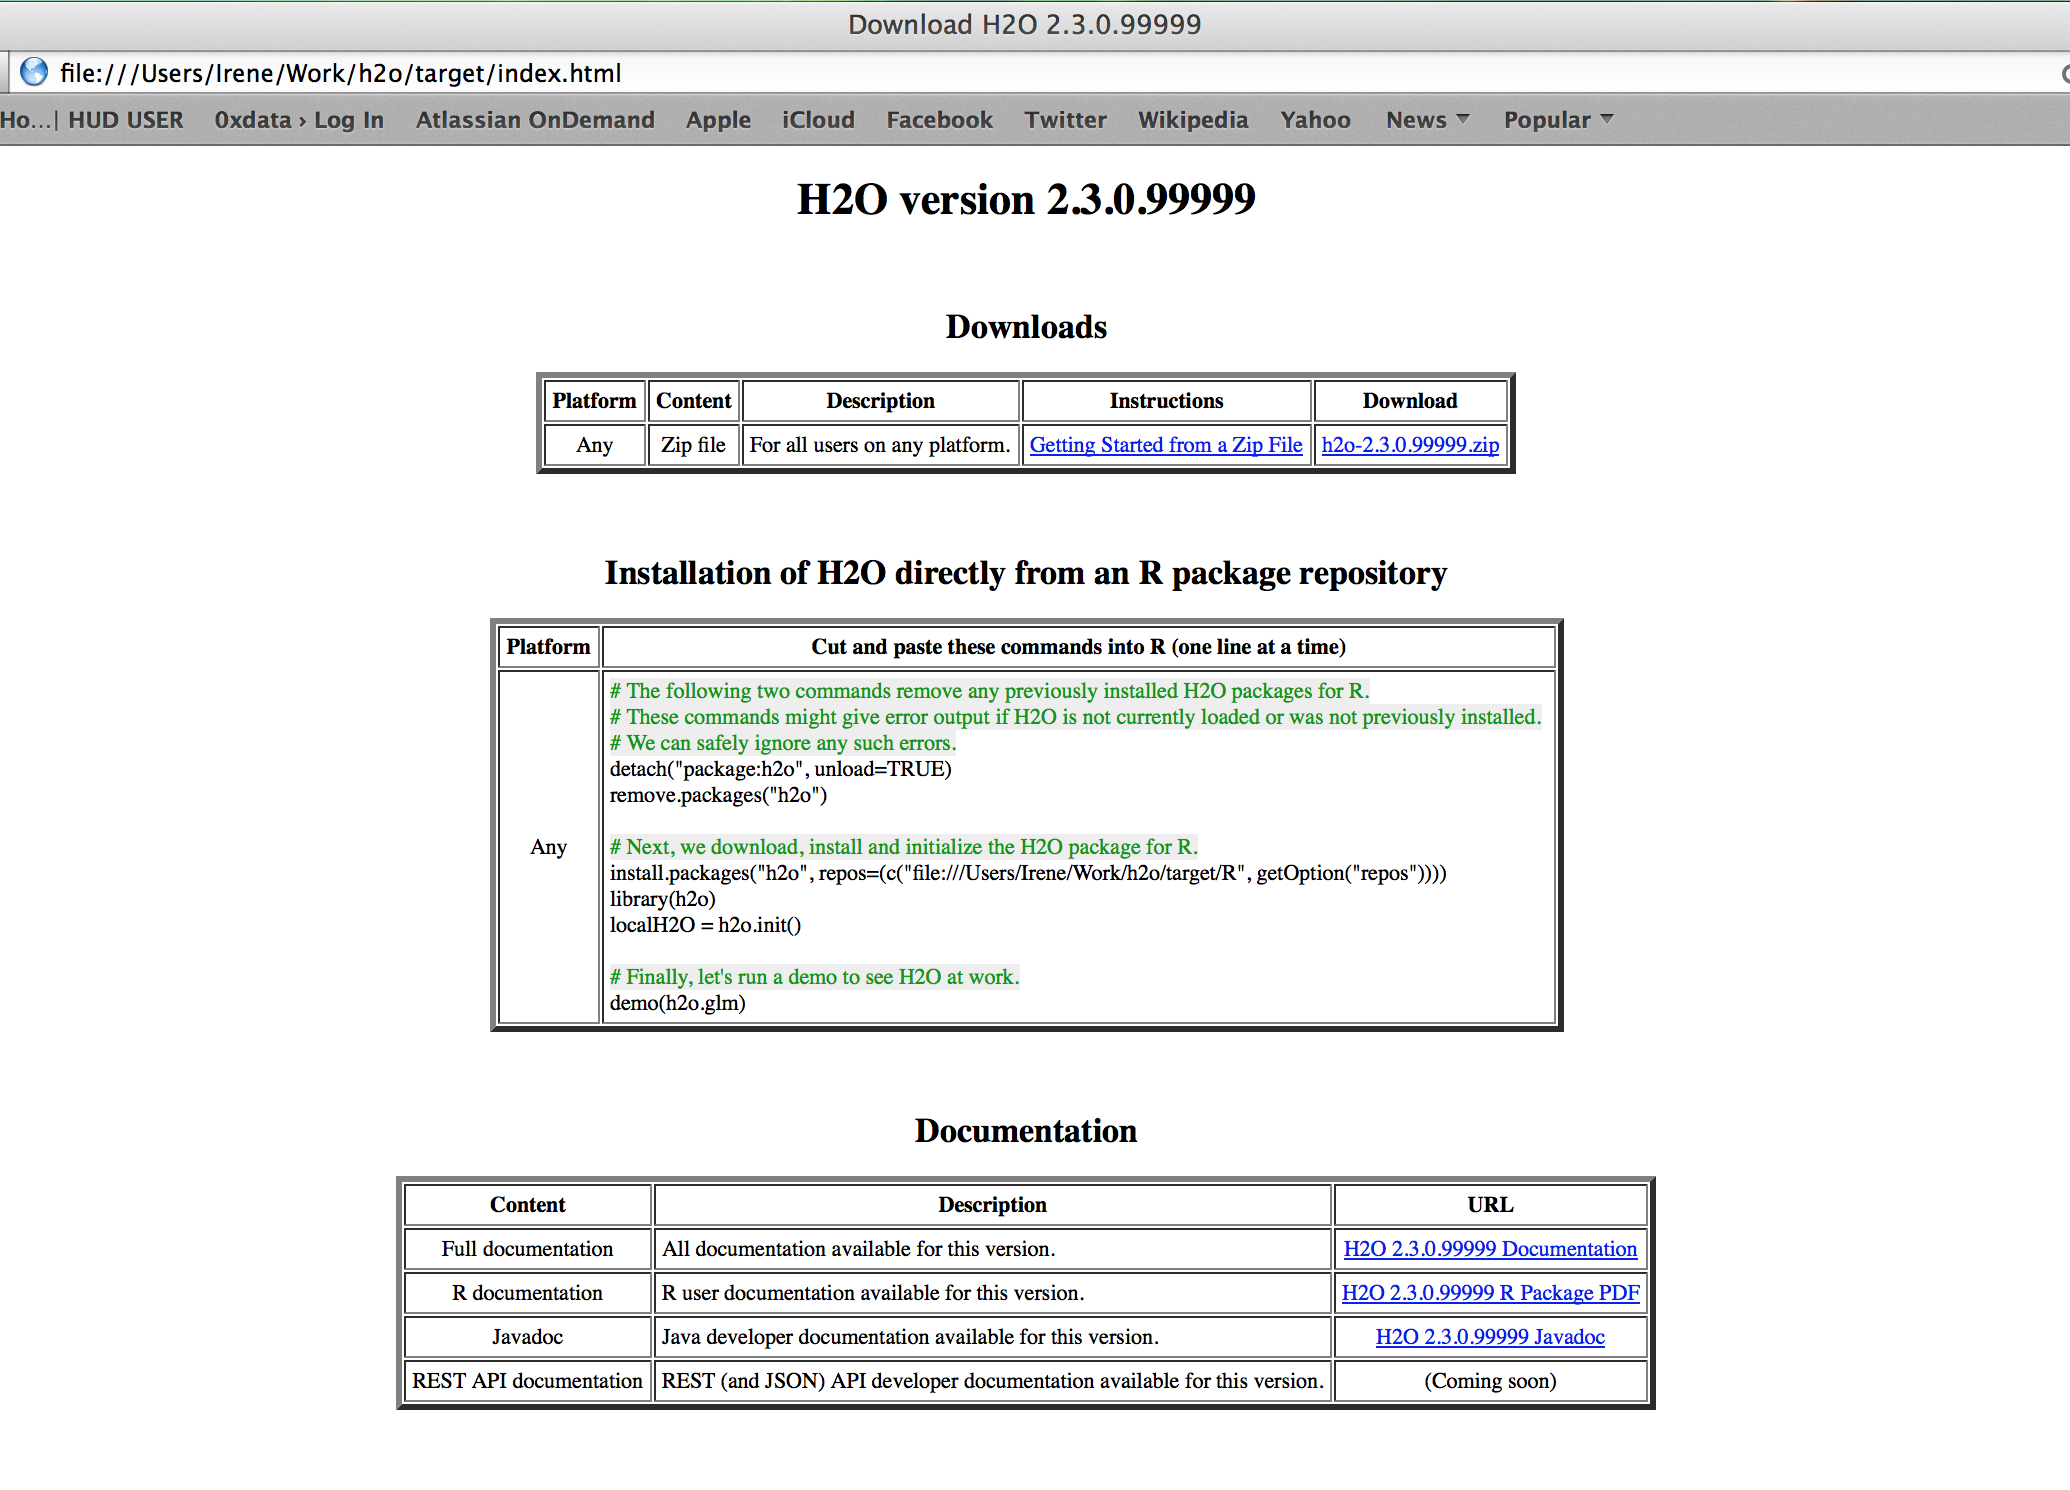 Download H2O 2.3.0.99999
file:///Users/Irene/Work/h2o/target/index.html
Ho...| HUD USER 0xdata › Log In Atlassian OnDemand Apple iCloud Facebook Twitter Wikipedia Yahoo News Popular
H2O version 2.3.0.99999
Downloads
Platform Content Description Instructions Download
Any Zip file For all users on any platform. Getting Started from a Zip File h2o-2.3.0.99999.zip
Installation of H2O directly from an R package repository
Platform Cut and paste these commands into R (one line at a time)
# The following two commands remove any previously installed H2O packages for R.
# These commands might give error output if H2O is not currently loaded or was not previously installed.
# We can safely ignore any such errors.
detach("package:h2o", unload=TRUE)
remove.packages("h2o")
Any
# Next, we download, install and initialize the H2O package for R.
install.packages("h2o", repos=(c("file:///Users/Irene/Work/h2o/target/R", getOption("repos"))))
library(h2o)
localH2O = h2o.init()
# Finally, let's run a demo to see H2O at work.
demo(h2o.glm)
Documentation
Content Description URL
Full documentation All documentation available for this version. H2O 2.3.0.99999 Documentation
R documentation R user documentation available for this version. H2O 2.3.0.99999 R Package PDF
Javadoc Java developer documentation available for this version. H2O 2.3.0.99999 Javadoc
REST API documentation REST (and JSON) API developer documentation available for this version. (Coming soon)